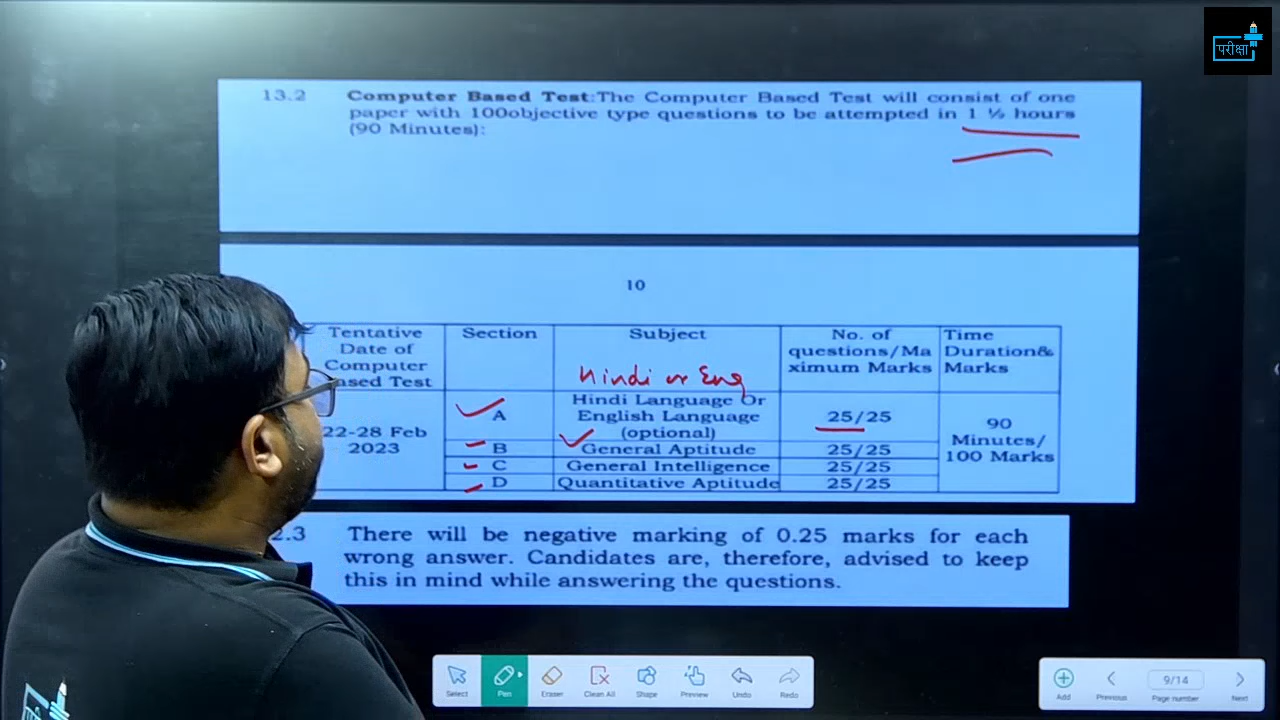 परीक्षा
13.2 Computer Based Test:The Computer Based Test will consist of one
paper with 100objective type questions to be attempted in 1 ½ hours
(90 Minutes):
10
Tentative Date of Computer Based Test Section Subject No. of questions/Ma ximum Marks Time Duration& Marks
Hindi or Eng
22-28 Feb 2023 A Hindi Language Or English Language (optional) 25/25 90 Minutes/ 100 Marks
B General Aptitude 25/25
C General Intelligence 25/25
D Quantitative Aptitude 25/25
2.3 There will be negative marking of 0.25 marks for each
wrong answer. Candidates are, therefore, advised to keep
this in mind while answering the questions.
Select Pen Eraser Clean All Shape Preview Undo Redo
Add Previous 9/14 Page number Next